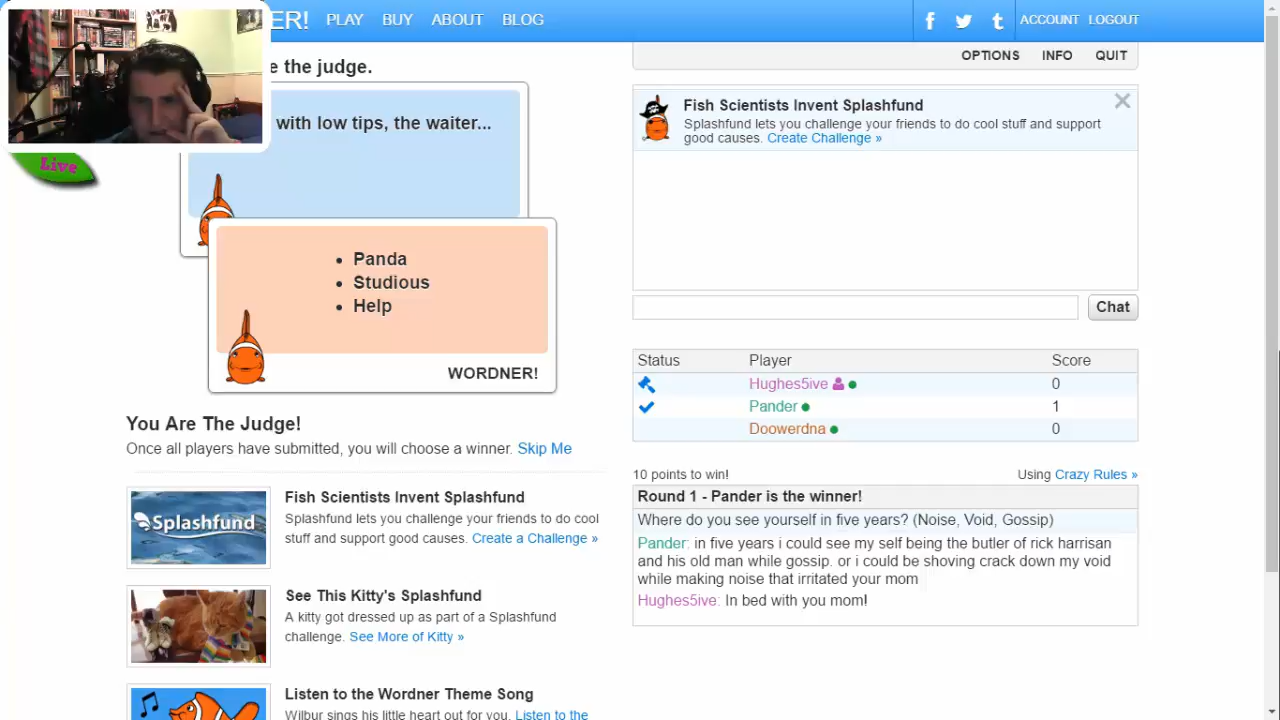 ER! PLAY BUY ABOUT BLOG ACCOUNT LOGOUT
OPTIONS INFO QUIT
e the judge.
with low tips, the waiter...
Live
Panda
Studious
Help
WORDNER!
You Are The Judge!
Once all players have submitted, you will choose a winner. Skip Me
Splashfund
Fish Scientists Invent Splashfund
Splashfund lets you challenge your friends to do cool
stuff and support good causes. Create a Challenge »
See This Kitty's Splashfund
A kitty got dressed up as part of a Splashfund
challenge. See More of Kitty »
Listen to the Wordner Theme Song
Wilbur sings his little heart out for you. Listen to the
Fish Scientists Invent Splashfund
Splashfund lets you challenge your friends to do cool stuff and support
good causes. Create Challenge »
Chat
Status Player Score
Hughes5ive 0
Pander 1
Doowerdna 0
10 points to win! Using Crazy Rules »
Round 1 - Pander is the winner!
Where do you see yourself in five years? (Noise, Void, Gossip)
Pander: in five years i could see my self being the butler of rick harrisan
and his old man while gossip. or i could be shoving crack down my void
while making noise that irritated your mom
Hughes5ive: In bed with you mom!